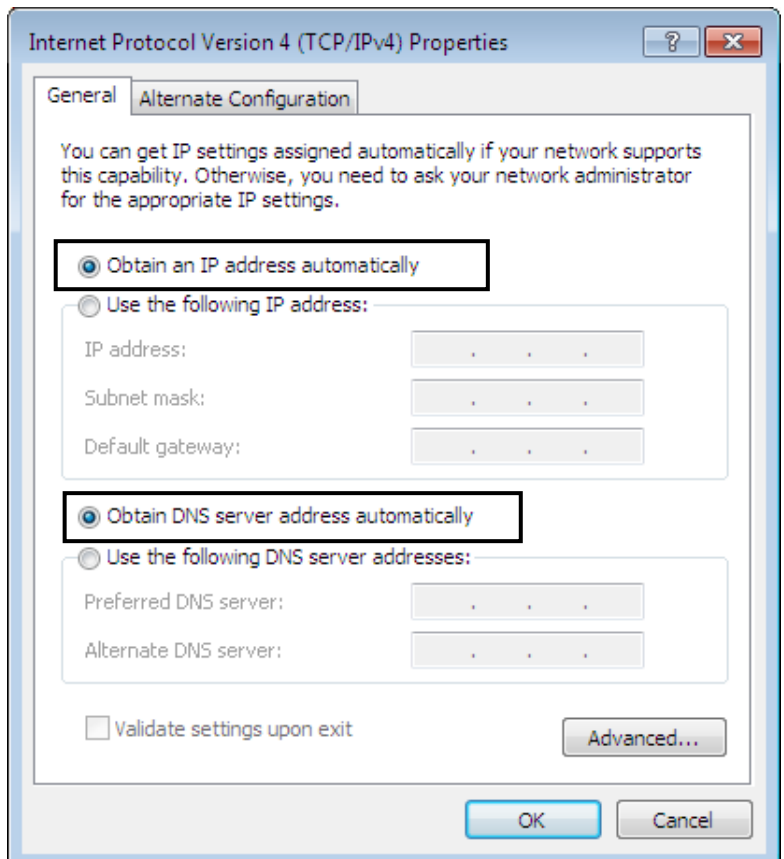 Internet Protocol Version 4 (TCP/IPv4) Properties
General
Alternate Configuration
You can get IP settings assigned automatically if your network supports
this capability. Otherwise, you need to ask your network administrator
for the appropriate IP settings.
Obtain an IP address automatically
Use the following IP address:
IP address:
Subnet mask:
Default gateway:
Obtain DNS server address automatically
Use the following DNS server addresses:
Preferred DNS server:
Alternate DNS server:
Validate settings upon exit
Advanced...
OK
Cancel